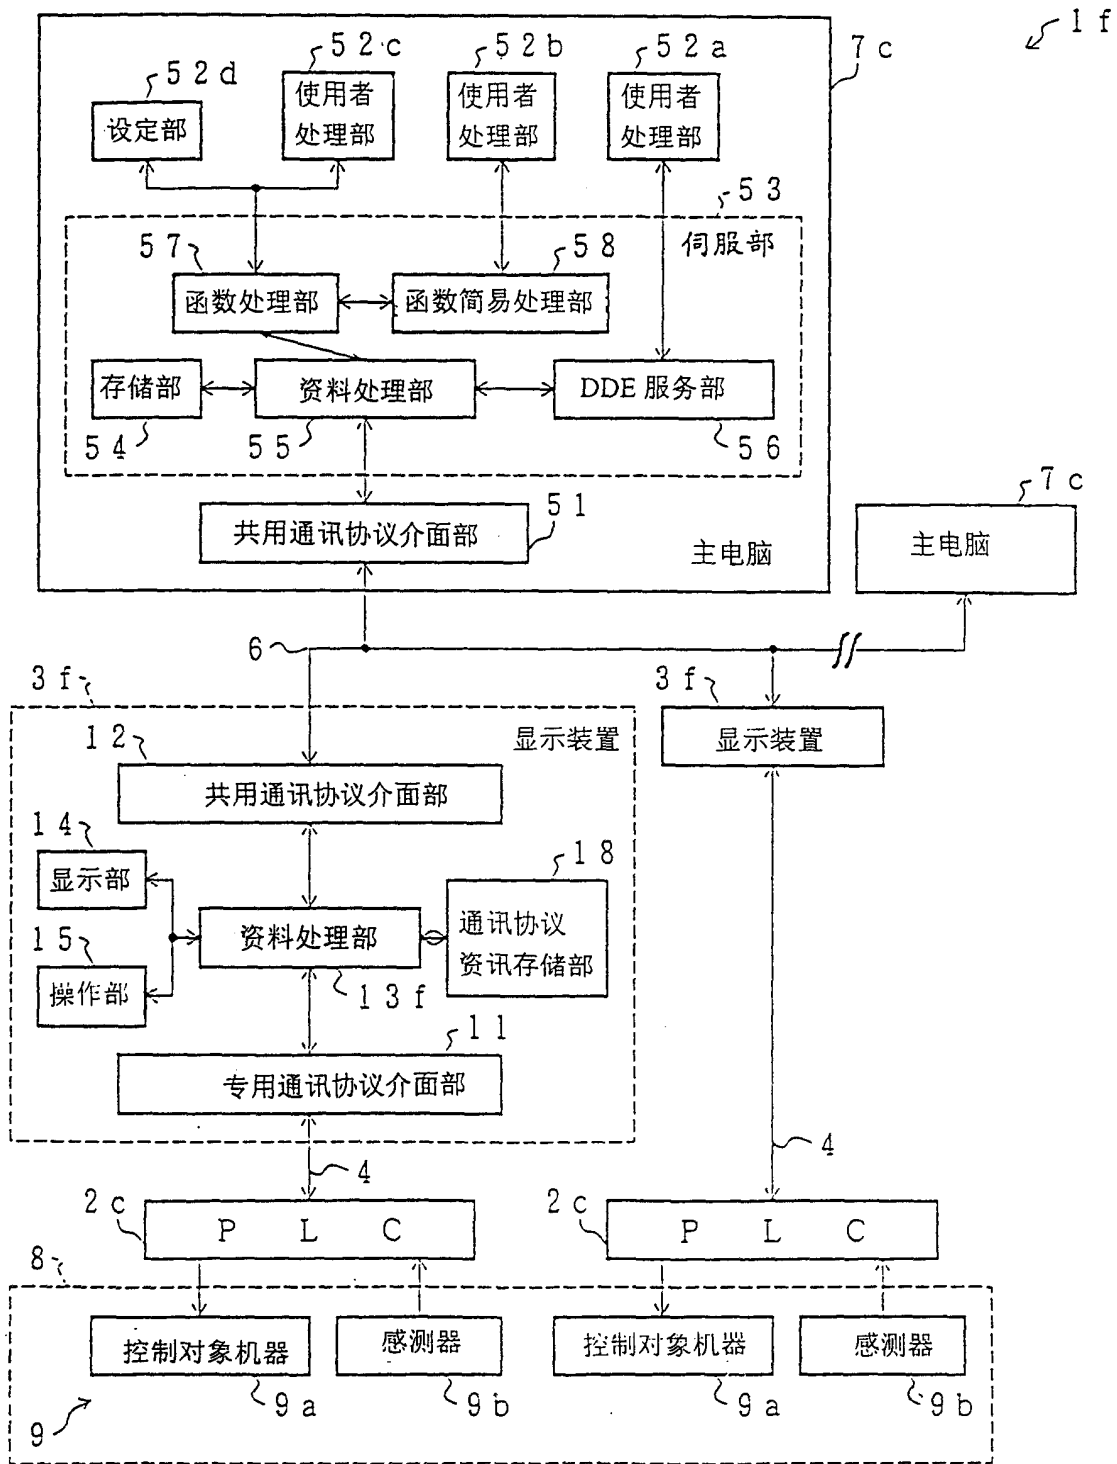 1f
7c
52d
52c
52b
52a
设定部
使用者
处理部
使用者
处理部
使用者
处理部
53
伺服部
57
58
函数处理部
函数简易处理部
存储部
资料处理部
DDE 服务部
54
55
56
51
共用通讯协议介面部
主电脑
7c
主电脑
6
3f
3f
显示装置
显示装置
12
共用通讯协议介面部
14
显示部
18
通讯协议
资讯存储部
资料处理部
15
操作部
13f
11
专用通讯协议介面部
4
4
2c
PLC
2c
PLC
8
控制对象机器
感测器
控制对象机器
感测器
9
9a
9b
9a
9b